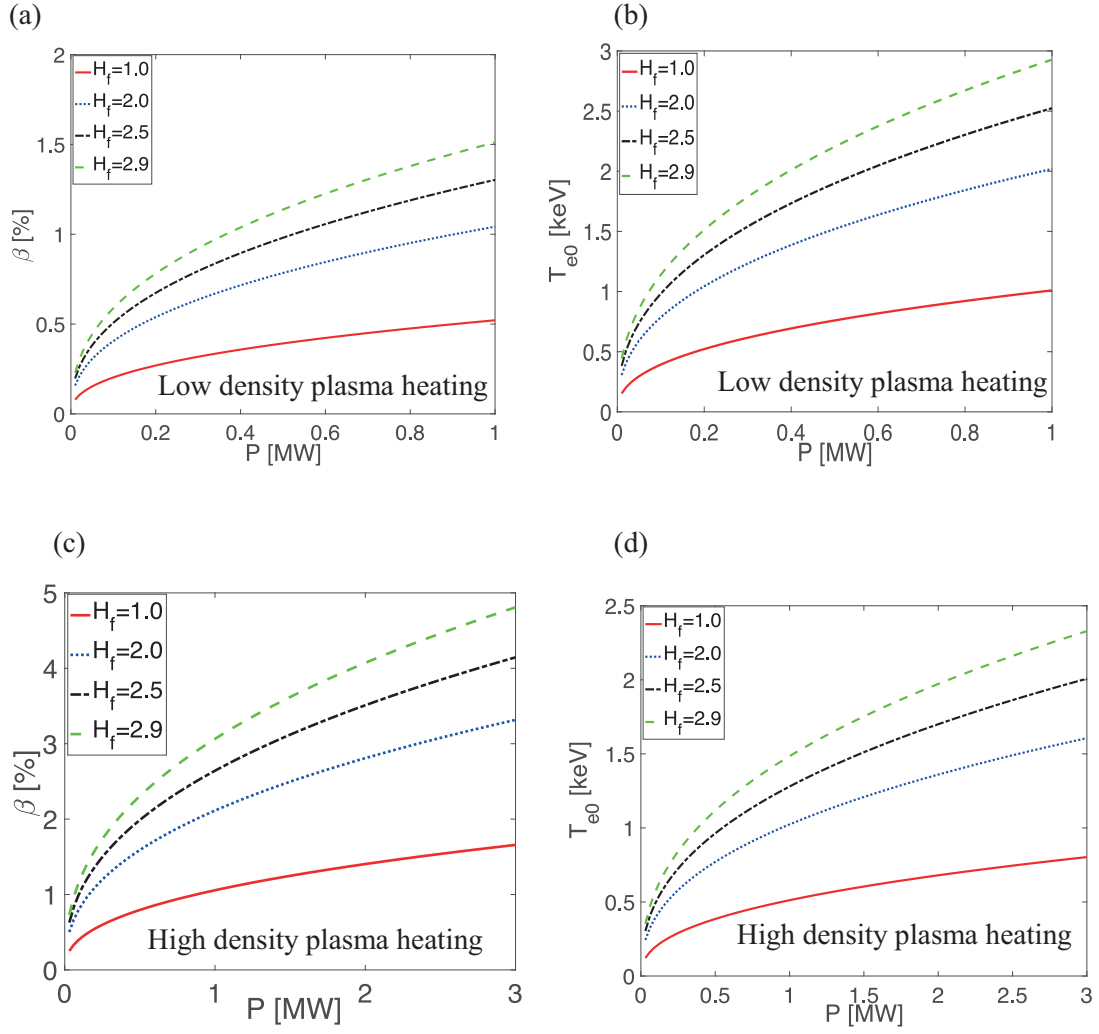 (a)
2
1.5
1
0.5
0
β [%]
H_f=1.0
H_f=2.0
H_f=2.5
H_f=2.9
Low density plasma heating
0 0.2 0.4 0.6 0.8 1
P [MW]
(b)
3
2.5
2
1.5
1
0.5
0
T_e0 [keV]
H_f=1.0
H_f=2.0
H_f=2.5
H_f=2.9
Low density plasma heating
0 0.2 0.4 0.6 0.8 1
P [MW]
(c)
5
4
3
2
1
0
β [%]
H_f=1.0
H_f=2.0
H_f=2.5
H_f=2.9
High density plasma heating
0 1 2 3
P [MW]
(d)
2.5
2
1.5
1
0.5
0
T_e0 [keV]
H_f=1.0
H_f=2.0
H_f=2.5
H_f=2.9
High density plasma heating
0 0.5 1 1.5 2 2.5 3
P [MW]